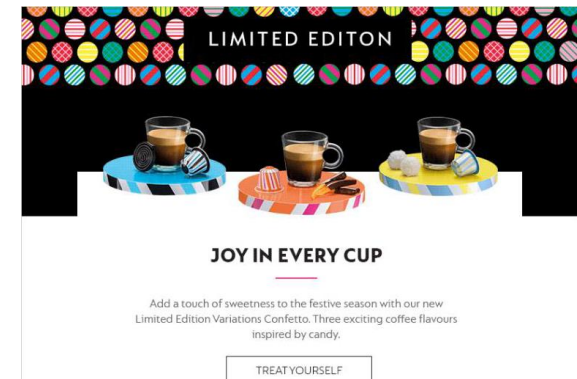 LIMITED EDITON
JOY IN EVERY CUP
Add a touch of sweetness to the festive season with our new
Limited Edition Variations Confetto. Three exciting coffee flavours
inspired by candy.
TREAT YOURSELF